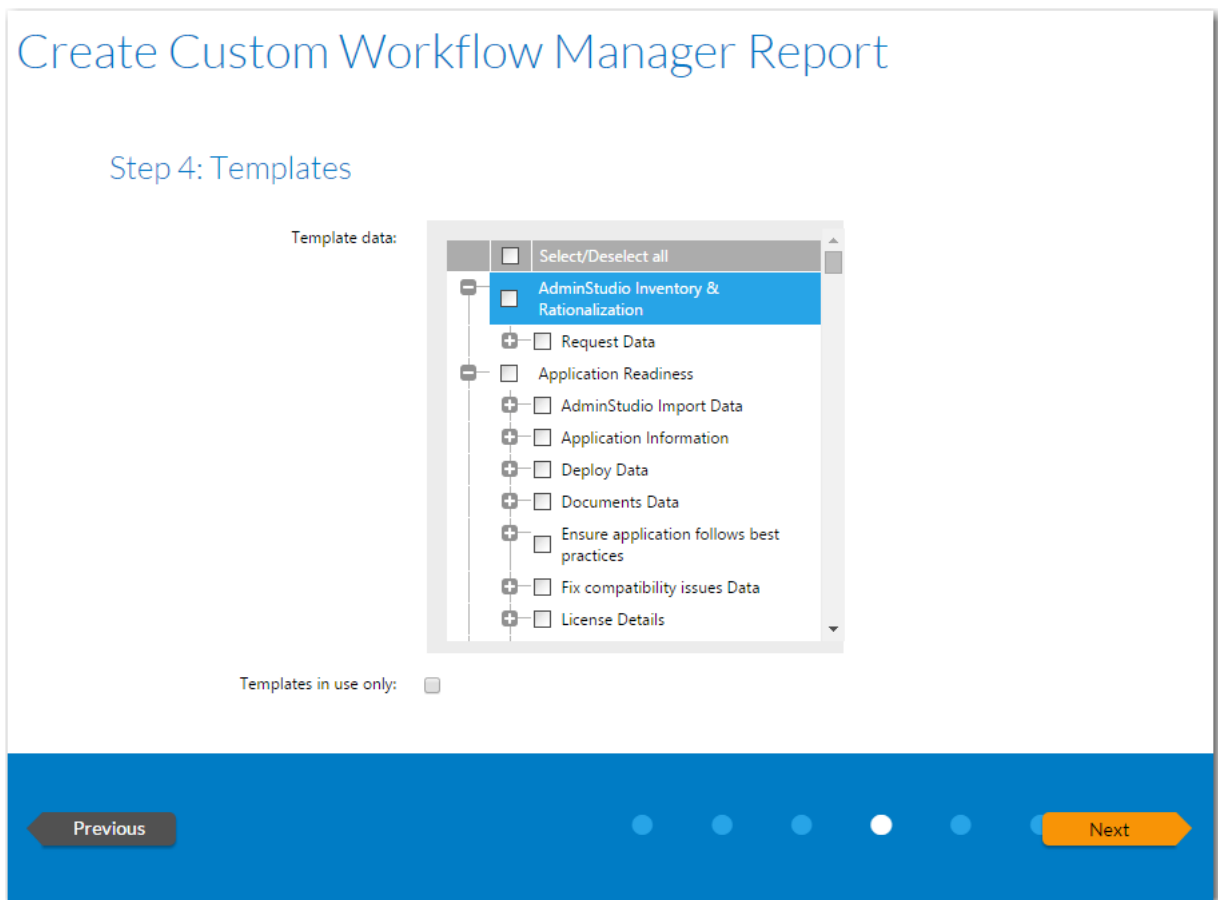 Create Custom Workflow Manager Report
Step 4: Templates
Template data:
Select/Deselect all
AdminStudio Inventory &
Rationalization
Request Data
Application Readiness
AdminStudio Import Data
Application Information
Deploy Data
Documents Data
Ensure application follows best
practices
Fix compatibility issues Data
License Details
Templates in use only:
Previous
Next